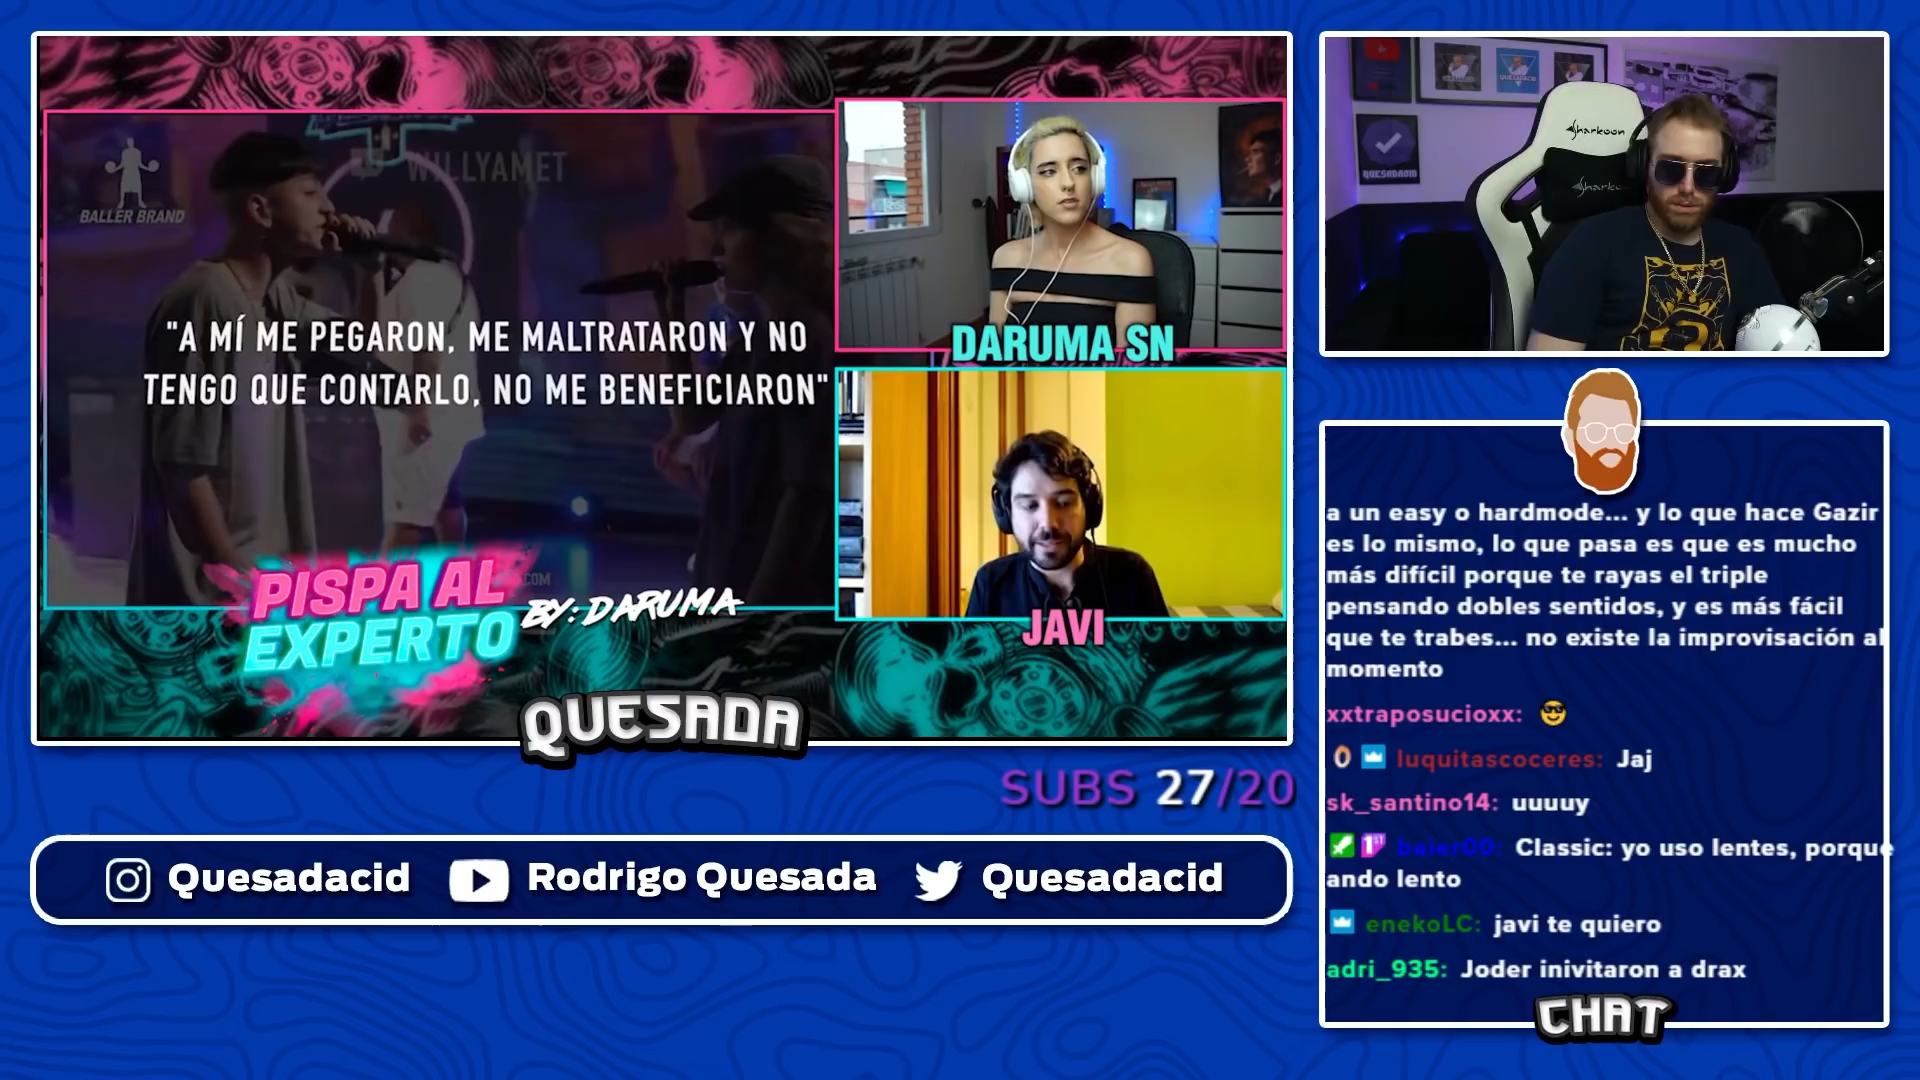 BALLER BRAND
WILLYAMET
"A MÍ ME PEGARON, ME MALTRATARON Y NO
TENGO QUE CONTARLO, NO ME BENEFICIARON"
.COM
PISPA AL
EXPERTO
BY: DARUMA
DARUMA SN
JAVI
QUESADA
SUBS 27/20
Quesadacid
Rodrigo Quesada
Quesadacid
Sharkoon
QUESADACID
a un easy o hardmode... y lo que hace Gazir
es lo mismo, lo que pasa es que es mucho
más difícil porque te rayas el triple
pensando dobles sentidos, y es más fácil
que te trabes... no existe la improvisación al
momento
xxtraposucioxx: 😎
luquitascoceres: Jaj
sk_santino14: uuuuy
baler00: Classic: yo uso lentes, porque
ando lento
enekoLC: javi te quiero
adri_935: Joder inivitaron a drax
CHAT